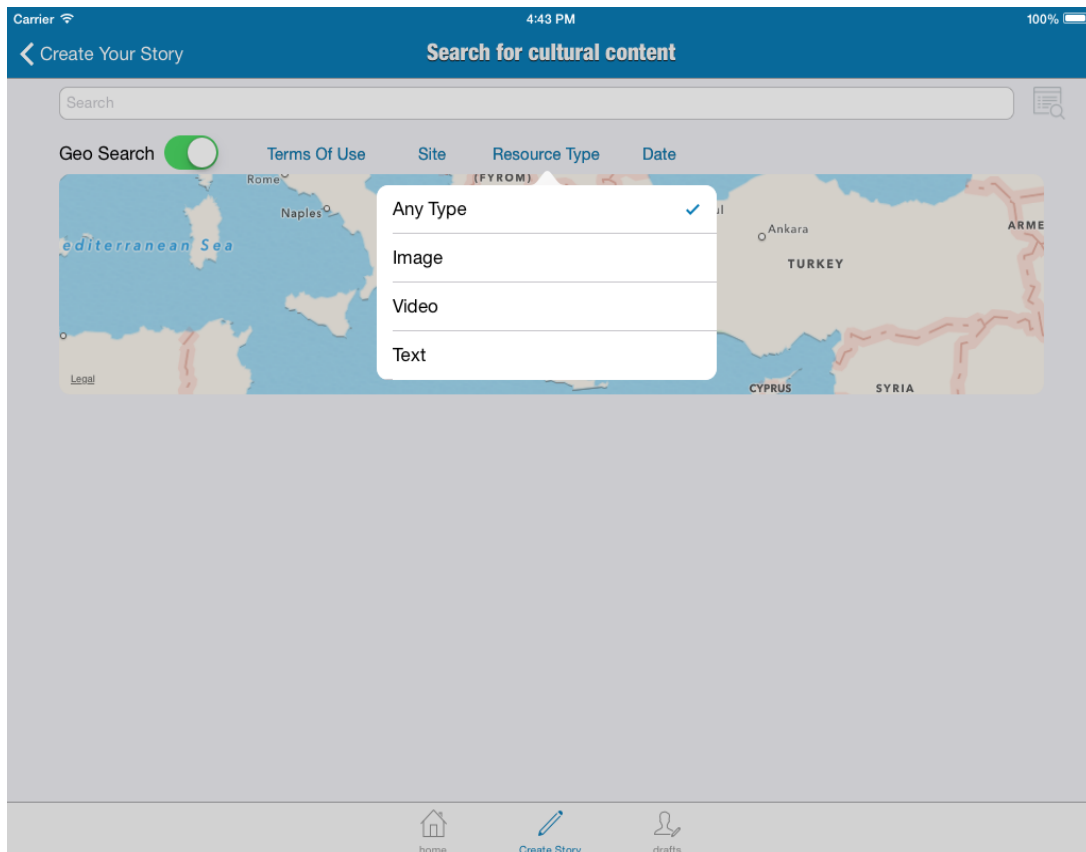 Carrier 4:43 PM 100%
Create Your Story Search for cultural content
Search
Geo Search Terms Of Use Site Resource Type Date
Rome (FYROM)
Any Type
Naples
Ankara ARME
editerranean Sea
Image TURKEY
Video
Text
Legal CYPRUS SYRIA
home Create Story drafts